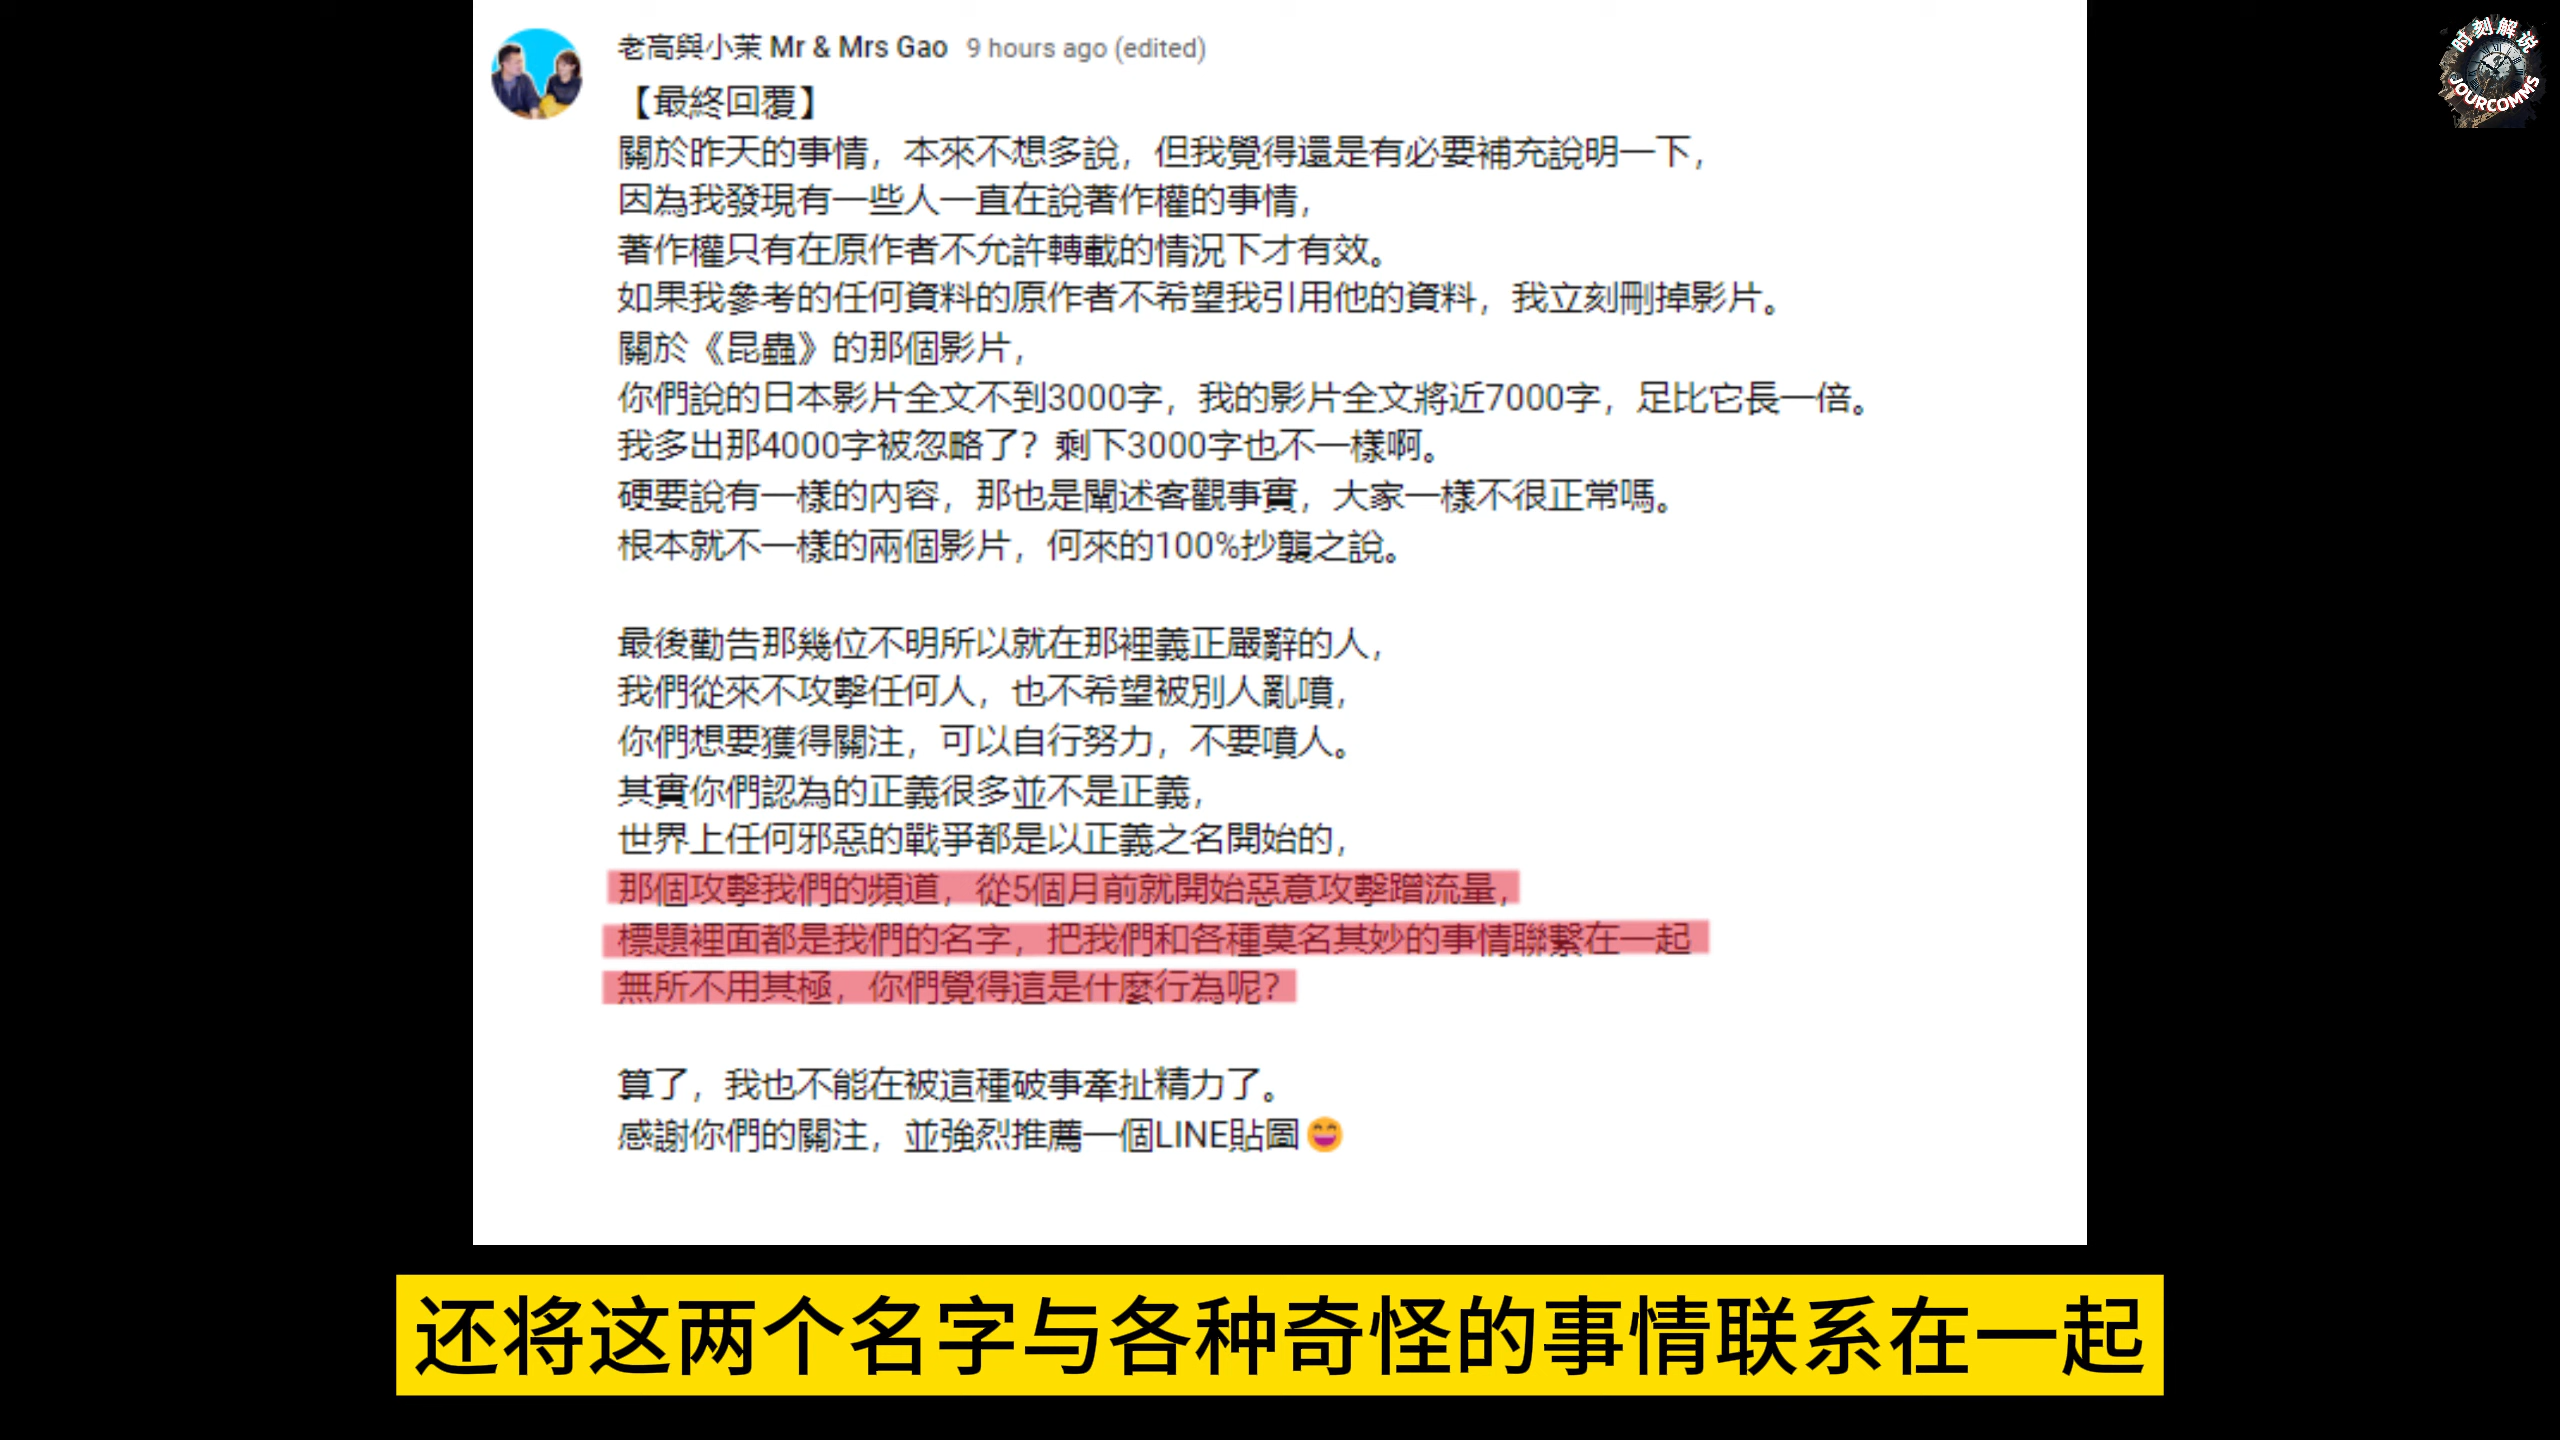 老高與小茉 Mr & Mrs Gao 9 hours ago (edited)
【最終回覆】
關於昨天的事情，本來不想多說，但我覺得還是有必要補充說明一下，
因為我發現有一些人一直在說著作權的事情，
著作權只有在原作者不允許轉載的情況下才有效。
如果我參考的任何資料的原作者不希望我引用他的資料，我立刻刪掉影片。
關於《昆蟲》的那個影片，
你們說的日本影片全文不到3000字，我的影片全文將近7000字，足比它長一倍。
我多出那4000字被忽略了？剩下3000字也不一樣啊。
硬要說有一樣的內容，那也是闡述客觀事實，大家一樣不很正常嗎。
根本就不一樣的兩個影片，何來的100%抄襲之說。
最後勸告那幾位不明所以就在那裡義正嚴辭的人，
我們從來不攻擊任何人，也不希望被別人亂噴，
你們想要獲得關注，可以自行努力，不要噴人。
其實你們認為的正義很多並不是正義，
世界上任何邪惡的戰爭都是以正義之名開始的，
那個攻擊我們的頻道，從5個月前就開始惡意攻擊蹭流量，
標題裡面都是我們的名字，把我們和各種莫名其妙的事情聯繫在一起
無所不用其極，你們覺得這是什麼行為呢？
算了，我也不能在被這種破事牽扯精力了。
感謝你們的關注，並強烈推薦一個LINE貼圖😄
还将这两个名字与各种奇怪的事情联系在一起
时刻解说
JOURCOMMS